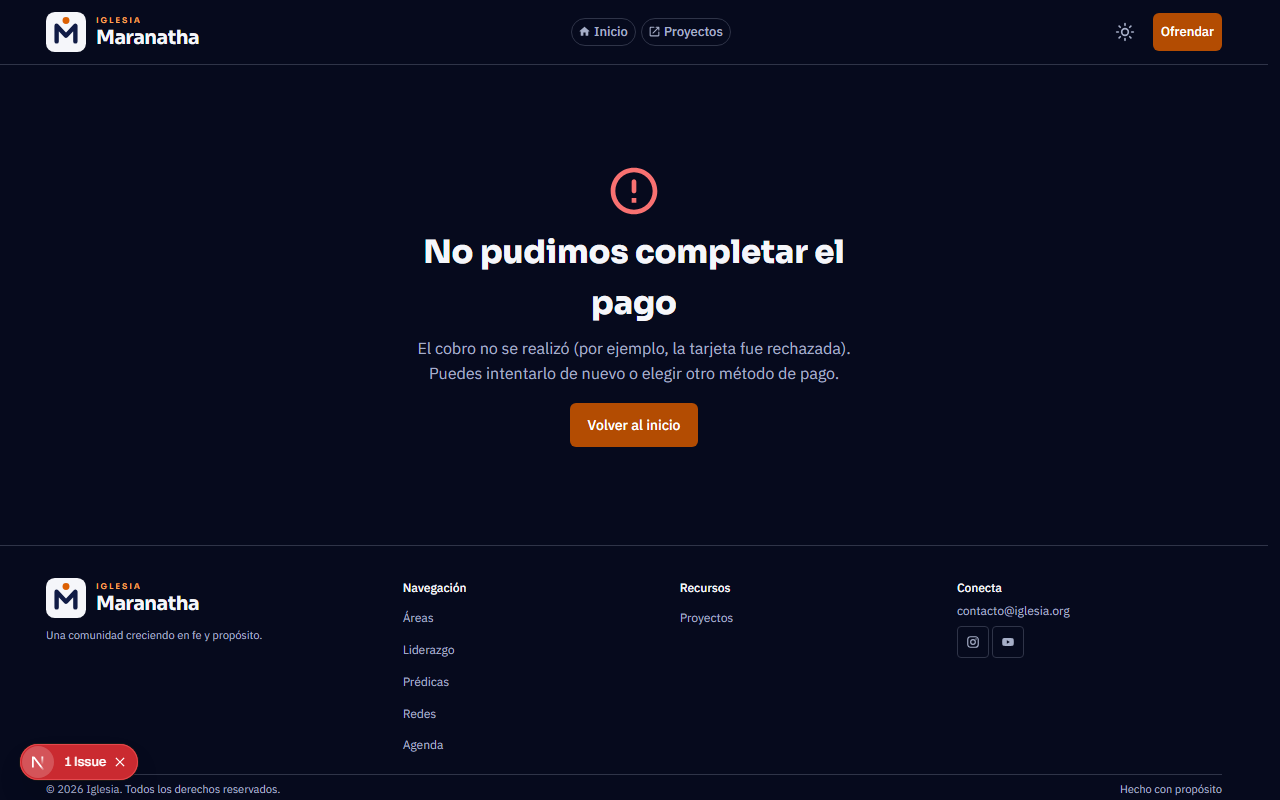 IGLESIA
Maranatha
Inicio
Proyectos
Ofrendar
No pudimos completar el
pago
El cobro no se realizó (por ejemplo, la tarjeta fue rechazada).
Puedes intentarlo de nuevo o elegir otro método de pago.
Volver al inicio
IGLESIA
Maranatha
Una comunidad creciendo en fe y propósito.
Navegación
Áreas
Liderazgo
Prédicas
Redes
Agenda
Recursos
Proyectos
Conecta
contacto@iglesia.org
N
1 Issue
© 2026 Iglesia. Todos los derechos reservados.
Hecho con propósito